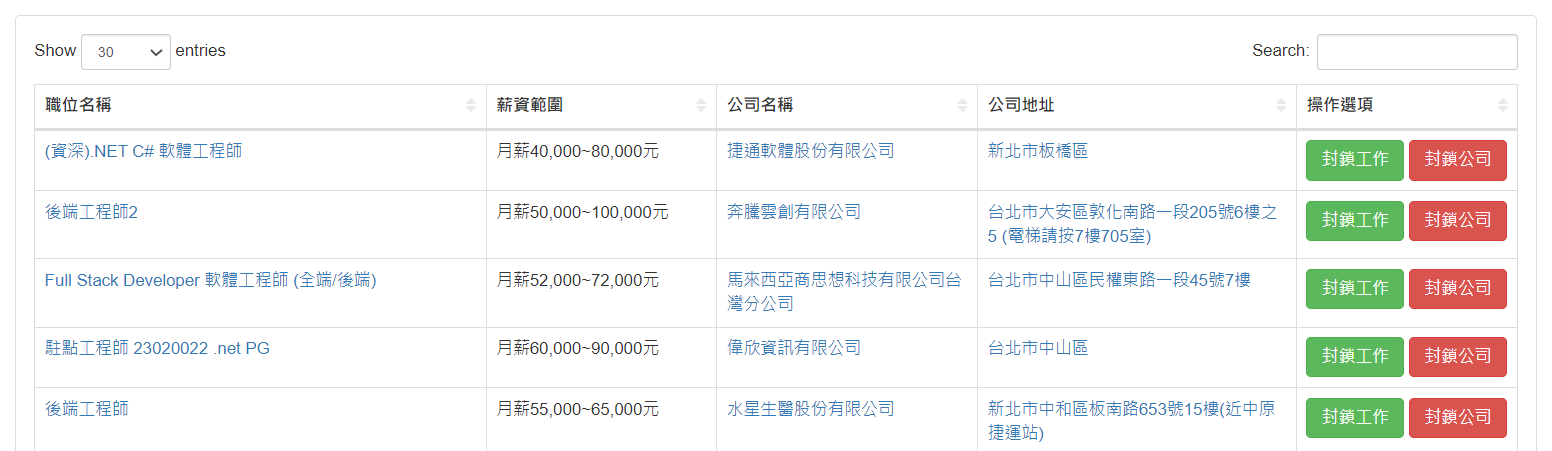 Show 30 entries Search:
職位名稱 薪資範圍 公司名稱 公司地址 操作選項
(資深).NET C# 軟體工程師 月薪40,000~80,000元 捷通軟體股份有限公司 新北市板橋區 封鎖工作 封鎖公司
後端工程師2 月薪50,000~100,000元 奔騰雲創有限公司 台北市大安區敦化南路一段205號6樓之 封鎖工作 封鎖公司
5 (電梯請按7樓705室)
Full Stack Developer 軟體工程師 (全端/後端) 月薪52,000~72,000元 馬來西亞商思想科技有限公司台 台北市中山區民權東路一段45號7樓 封鎖工作 封鎖公司
灣分公司
駐點工程師 23020022 .net PG 月薪60,000~90,000元 偉欣資訊有限公司 台北市中山區 封鎖工作 封鎖公司
後端工程師 月薪55,000~65,000元 水星生醫股份有限公司 新北市中和區板南路653號15樓(近中原 封鎖工作 封鎖公司
捷運站)